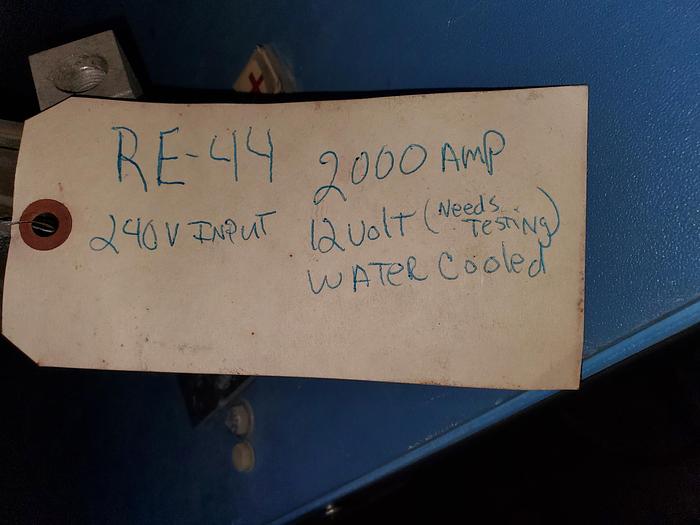 RE-44 2000 AMP
240V INPUT 12 Volt (Needs Testing)
WATER Cooled